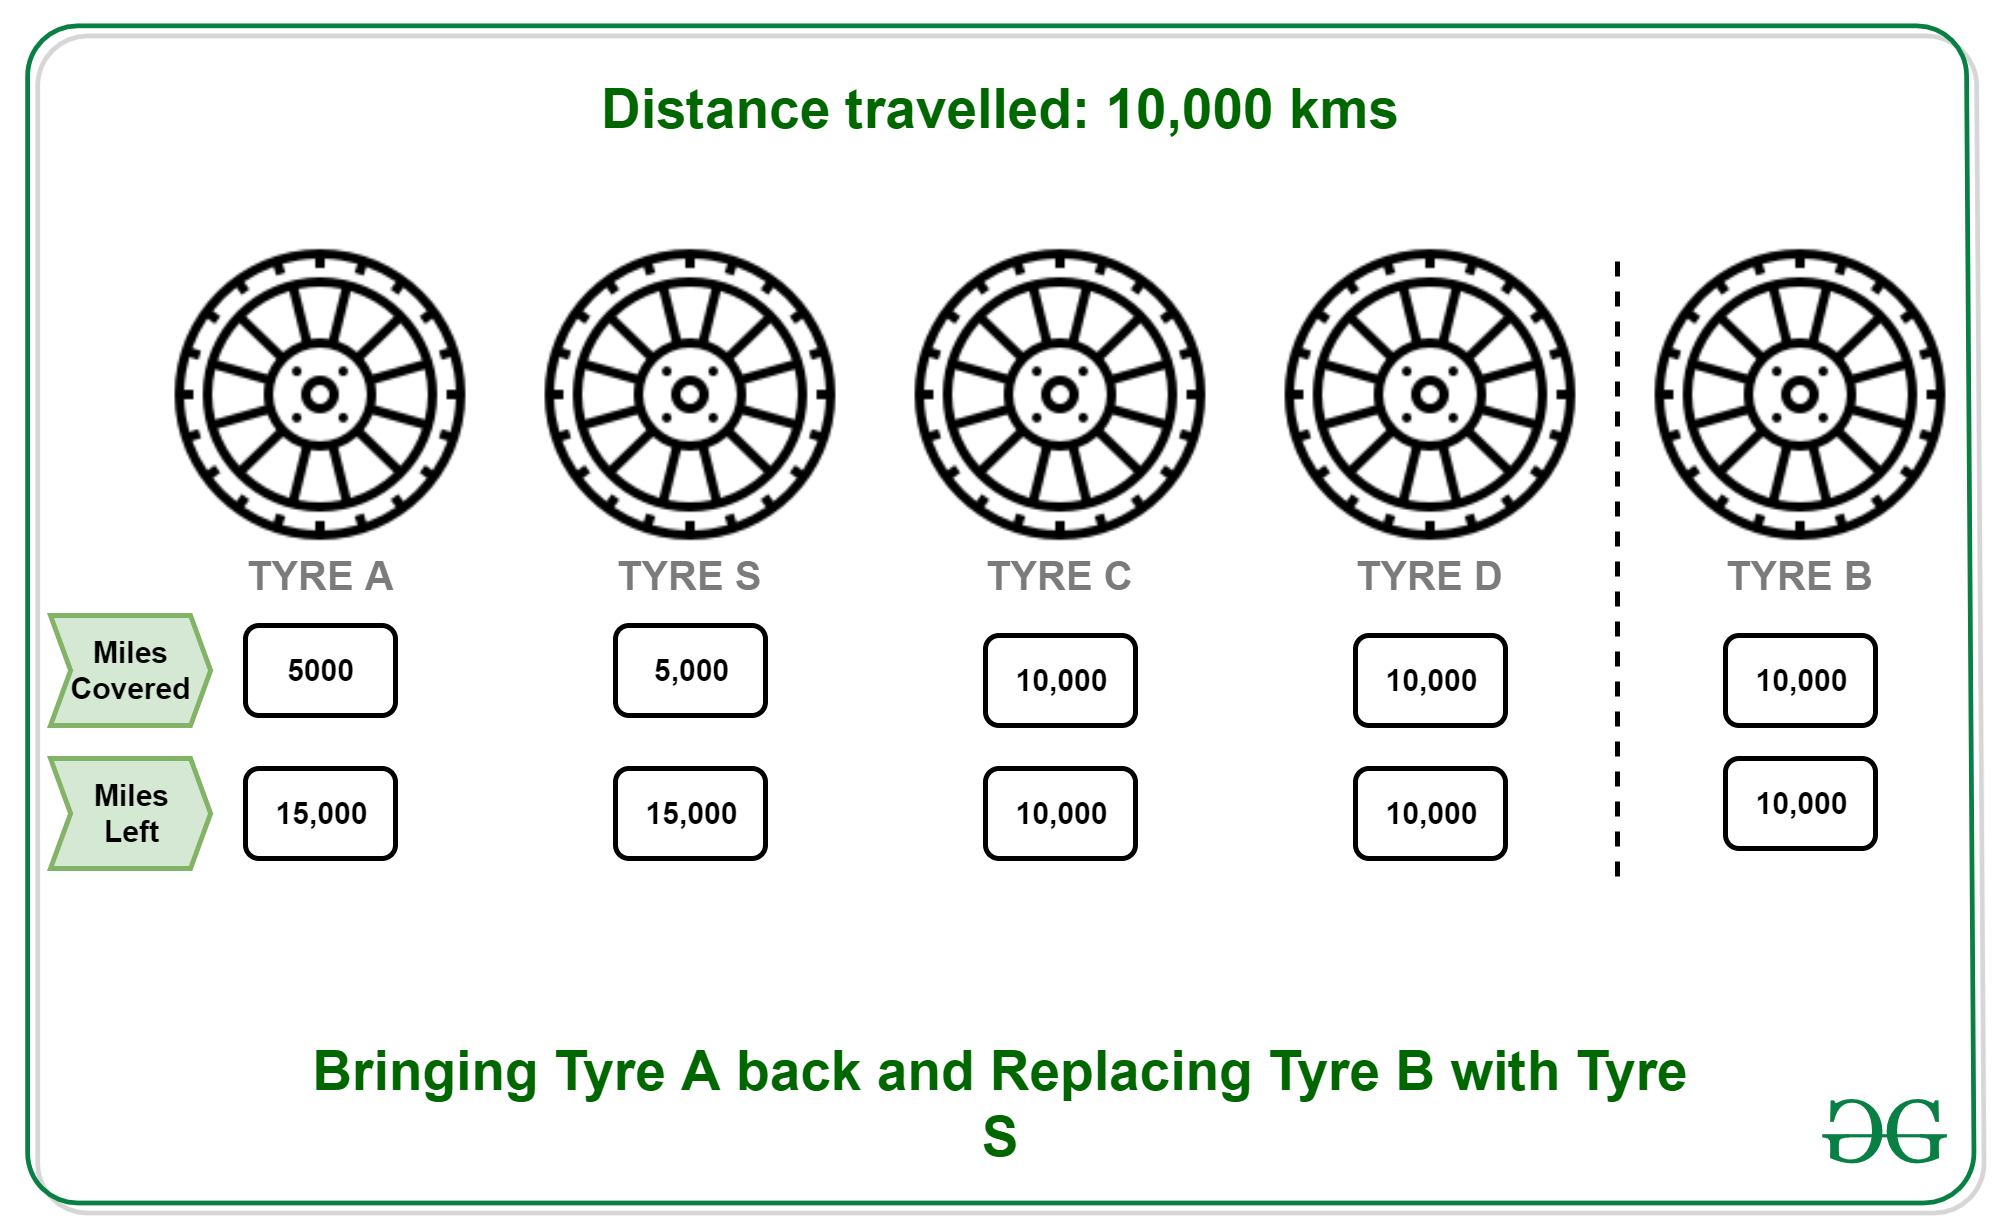 Distance travelled: 10,000 kms
TYRE A TYRE S TYRE C TYRE D TYRE B
Miles
Covered
5000 5,000 10,000 10,000 10,000
Miles
Left
15,000 15,000 10,000 10,000 10,000
Bringing Tyre A back and Replacing Tyre B with Tyre
S